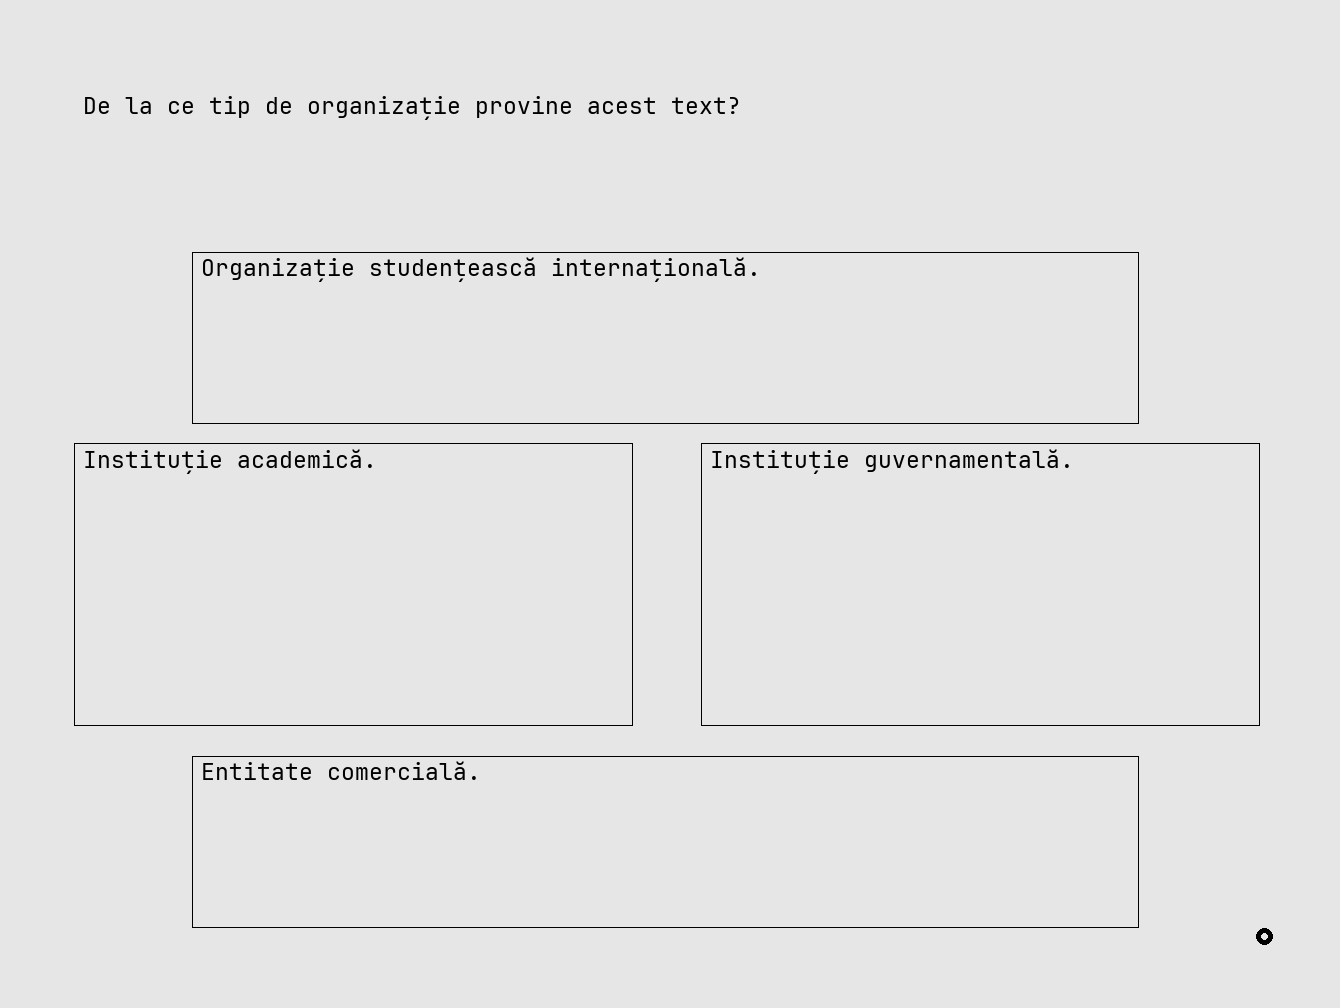 De la ce tip de organizație provine acest text?
Organizație studențească internațională.
Instituție academică.
Instituție guvernamentală.
Entitate comercială.